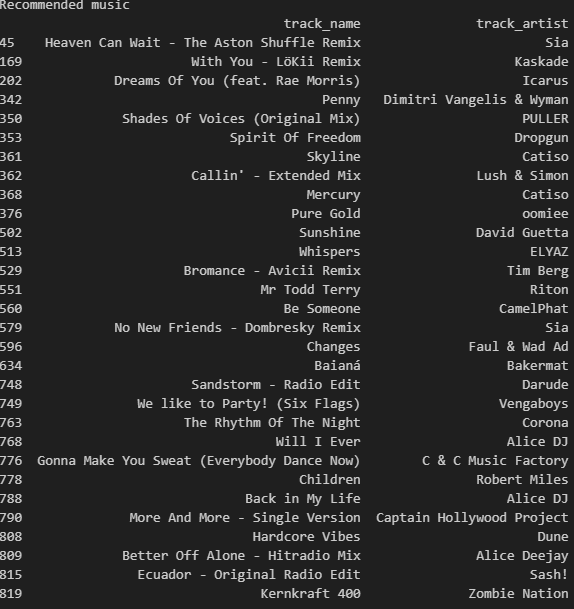 Recommended music
track_name track_artist
45 Heaven Can Wait - The Aston Shuffle Remix Sia
169 With You - LöKii Remix Kaskade
202 Dreams Of You (feat. Rae Morris) Icarus
342 Penny Dimitri Vangelis & Wyman
350 Shades Of Voices (Original Mix) PULLER
353 Spirit Of Freedom Dropgun
361 Skyline Catiso
362 Callin' - Extended Mix Lush & Simon
368 Mercury Catiso
376 Pure Gold oomiee
502 Sunshine David Guetta
513 Whispers ELYAZ
529 Bromance - Avicii Remix Tim Berg
551 Mr Todd Terry Riton
560 Be Someone CamelPhat
579 No New Friends - Dombresky Remix Sia
596 Changes Faul & Wad Ad
634 Baianá Bakermat
748 Sandstorm - Radio Edit Darude
749 We like to Party! (Six Flags) Vengaboys
763 The Rhythm Of The Night Corona
768 Will I Ever Alice DJ
776 Gonna Make You Sweat (Everybody Dance Now) C & C Music Factory
778 Children Robert Miles
788 Back in My Life Alice DJ
790 More And More - Single Version Captain Hollywood Project
808 Hardcore Vibes Dune
809 Better Off Alone - Hitradio Mix Alice Deejay
815 Ecuador - Original Radio Edit Sash!
819 Kernkraft 400 Zombie Nation